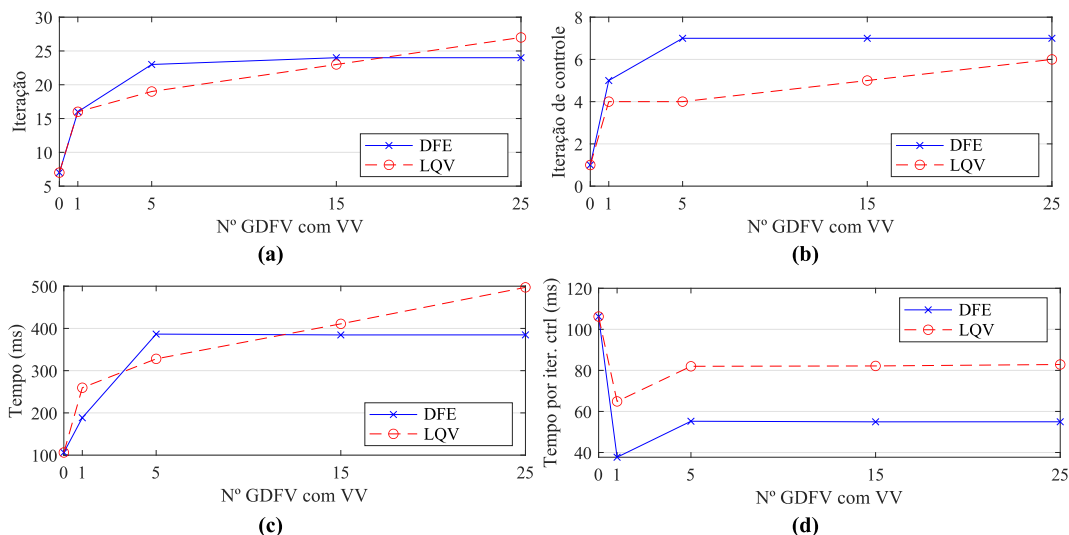 30
25
20
15
10
5
Iteração
DFE
LQV
0 1 5 15 25
Nº GDFV com VV
(a)
8
6
4
2
0
Iteração de controle
DFE
LQV
0 1 5 15 25
Nº GDFV com VV
(b)
500
400
300
200
100
Tempo (ms)
DFE
LQV
0 1 5 15 25
Nº GDFV com VV
(c)
120
100
80
60
40
Tempo por iter. ctrl (ms)
DFE
LQV
0 1 5 15 25
Nº GDFV com VV
(d)